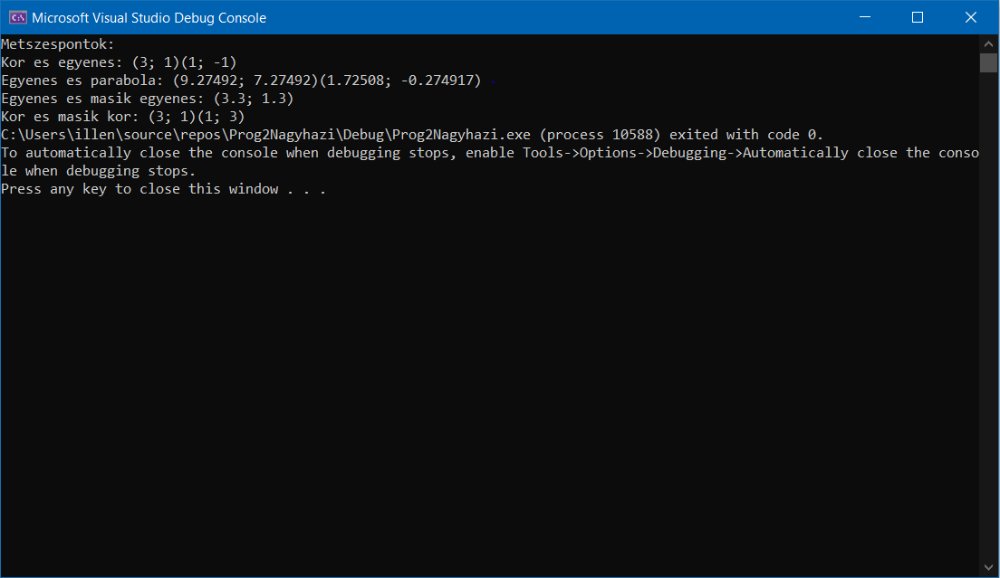 Microsoft Visual Studio Debug Console
Metszespontok:
Kor es egyenes: (3; 1)(1; -1)
Egyenes es parabola: (9.27492; 7.27492)(1.72508; -0.274917)
Egyenes es masik egyenes: (3.3; 1.3)
Kor es masik kor: (3; 1)(1; 3)
C:\Users\illen\source\repos\Prog2Nagyhazi\Debug\Prog2Nagyhazi.exe (process 10588) exited with code 0.
To automatically close the console when debugging stops, enable Tools->Options->Debugging->Automatically close the conso
le when debugging stops.
Press any key to close this window . . .